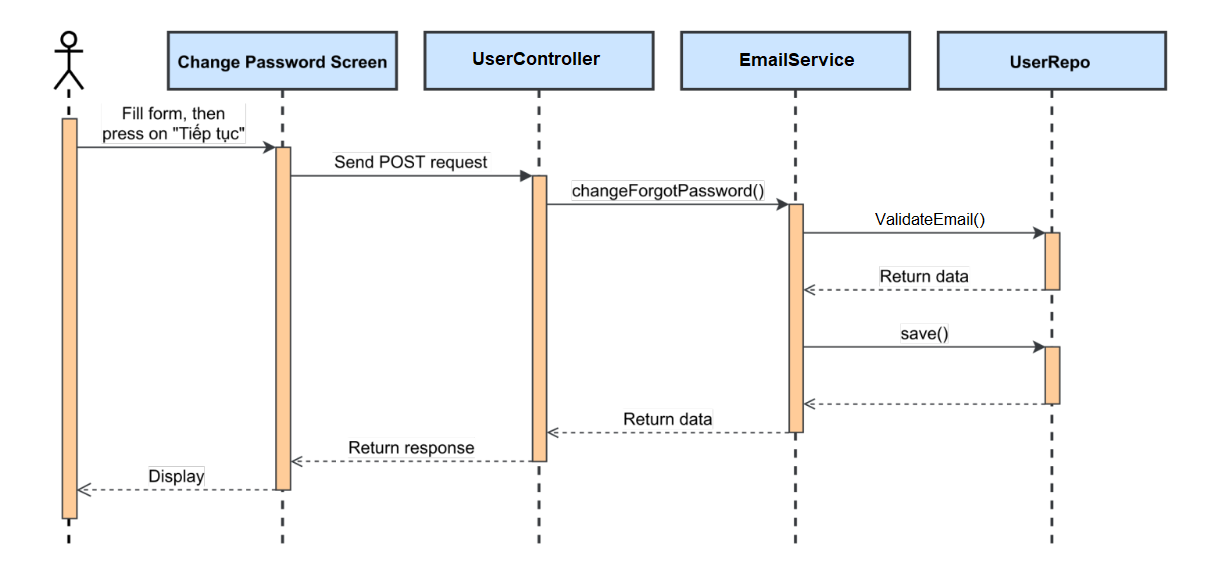 Change Password Screen
UserController
EmailService
UserRepo
Fill form, then
press on "Tiếp tục"
Send POST request
changeForgotPassword()
ValidateEmail()
Return data
save()
Return data
Return response
Display